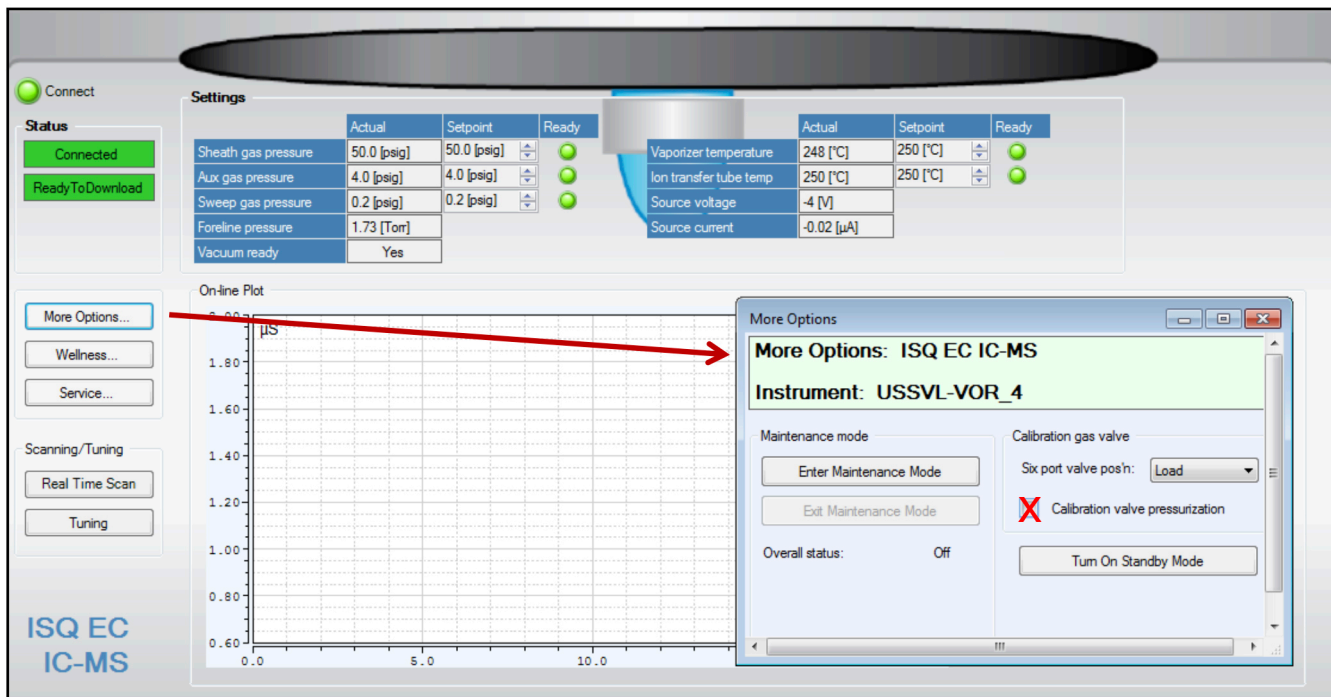 Connect
Status
Connected
ReadyToDownload
Settings
Actual Setpoint Ready
Sheath gas pressure 50.0 [psig] 50.0 [psig]
Aux gas pressure 4.0 [psig] 4.0 [psig]
Sweep gas pressure 0.2 [psig] 0.2 [psig]
Foreline pressure 1.73 [Torr]
Vacuum ready Yes
Actual Setpoint Ready
Vaporizer temperature 248 [°C] 250 [°C]
Ion transfer tube temp 250 [°C] 250 [°C]
Source voltage -4 [V]
Source current -0.02 [µA]
More Options...
Wellness...
Service...
Scanning/Tuning
Real Time Scan
Tuning
ISQ EC
IC-MS
On-line Plot
2.00
µS
1.80
1.60
1.40
1.20
1.00
0.80
0.60
0.0 5.0 10.0
More Options
More Options: ISQ EC IC-MS
Instrument: USSVL-VOR_4
Maintenance mode
Enter Maintenance Mode
Exit Maintenance Mode
Overall status: Off
Calibration gas valve
Six port valve pos'n: Load
X Calibration valve pressurization
Turn On Standby Mode